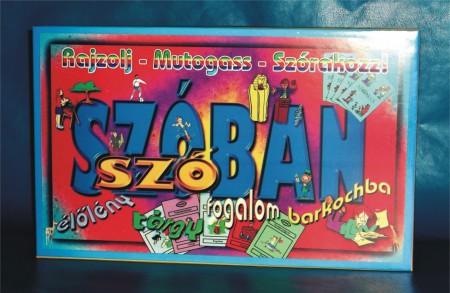 Rajzolj - Mutogass - Szórakozz!
SZÓBAN
SZÓ
élőlény tárgy fogalom barkochba